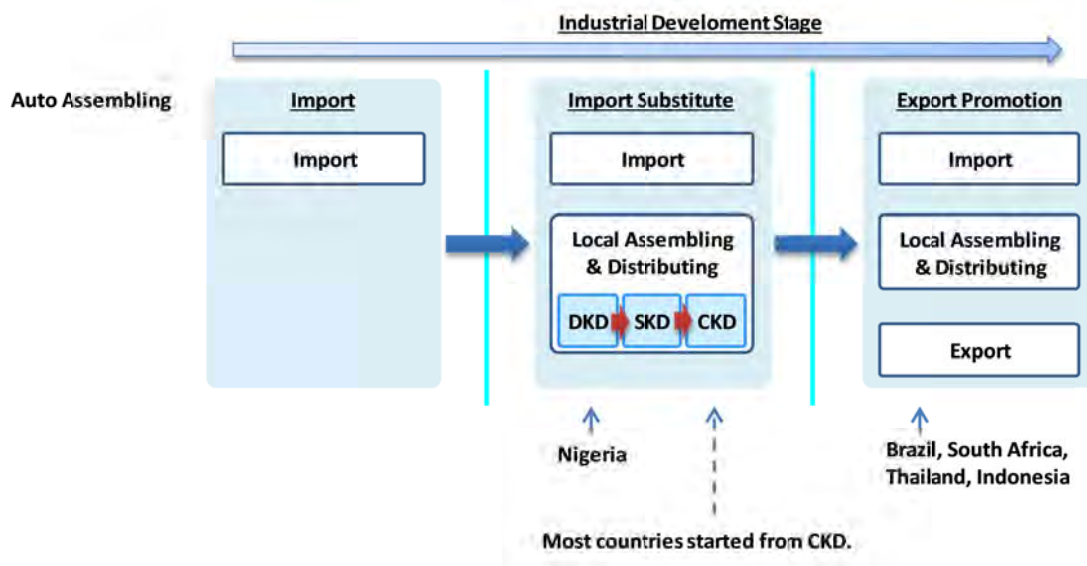 Industrial Develoment Stage
Auto Assembling
Import
Import
Import Substitute
Import
Local Assembling
& Distributing
DKD
SKD
CKD
Export Promotion
Import
Local Assembling
& Distributing
Export
Nigeria
Most countries started from CKD.
Brazil, South Africa,
Thailand, Indonesia